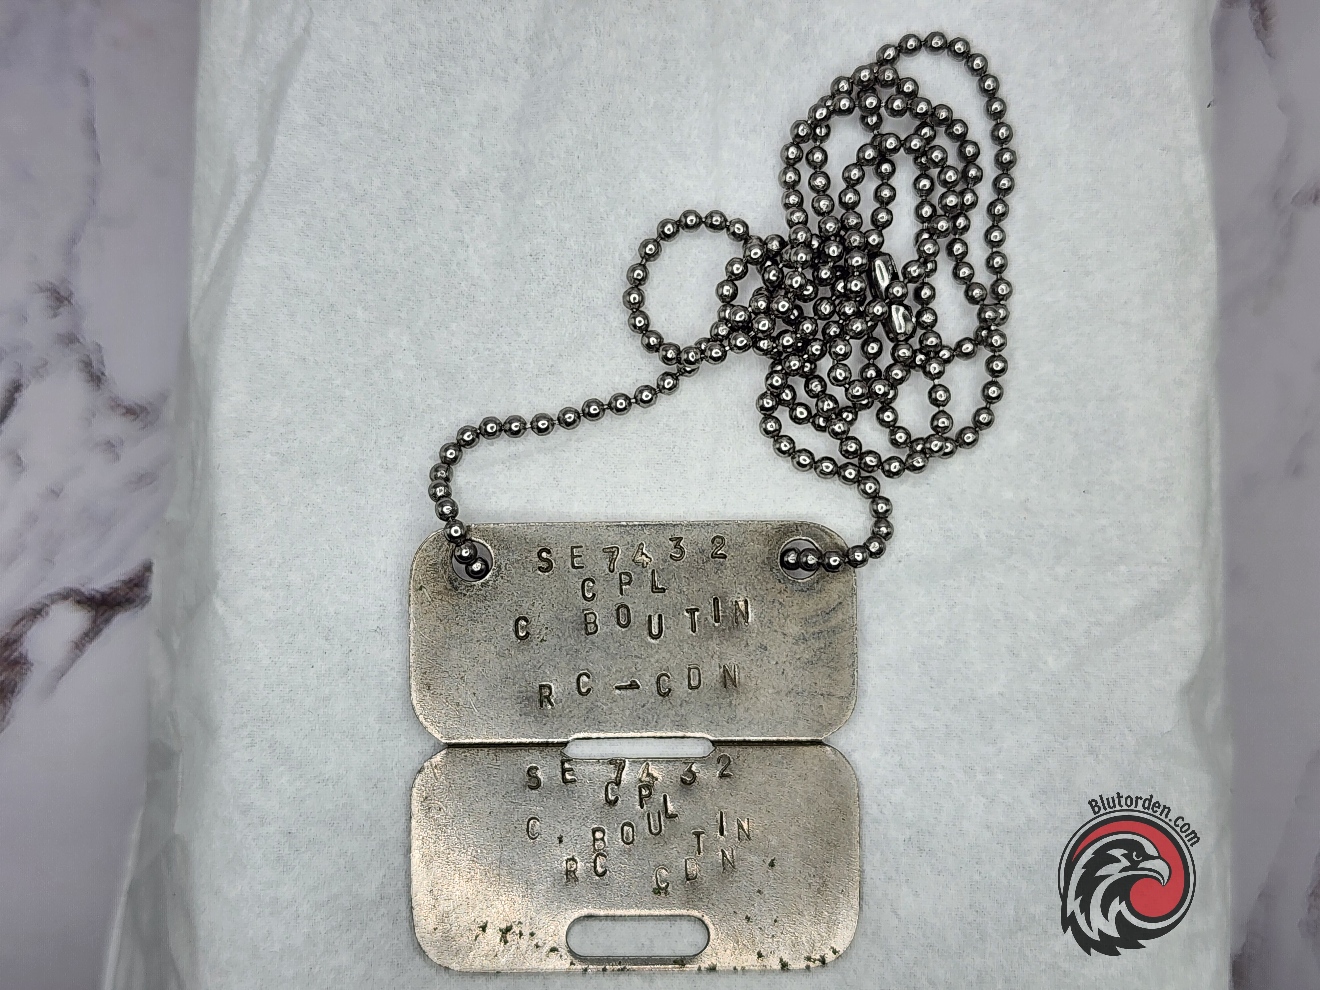 SE7432
CPL
C. BOUTIN
RC-CDN
SE7432
CPL
C. BOUTIN
RC CDN
Blutorden.com